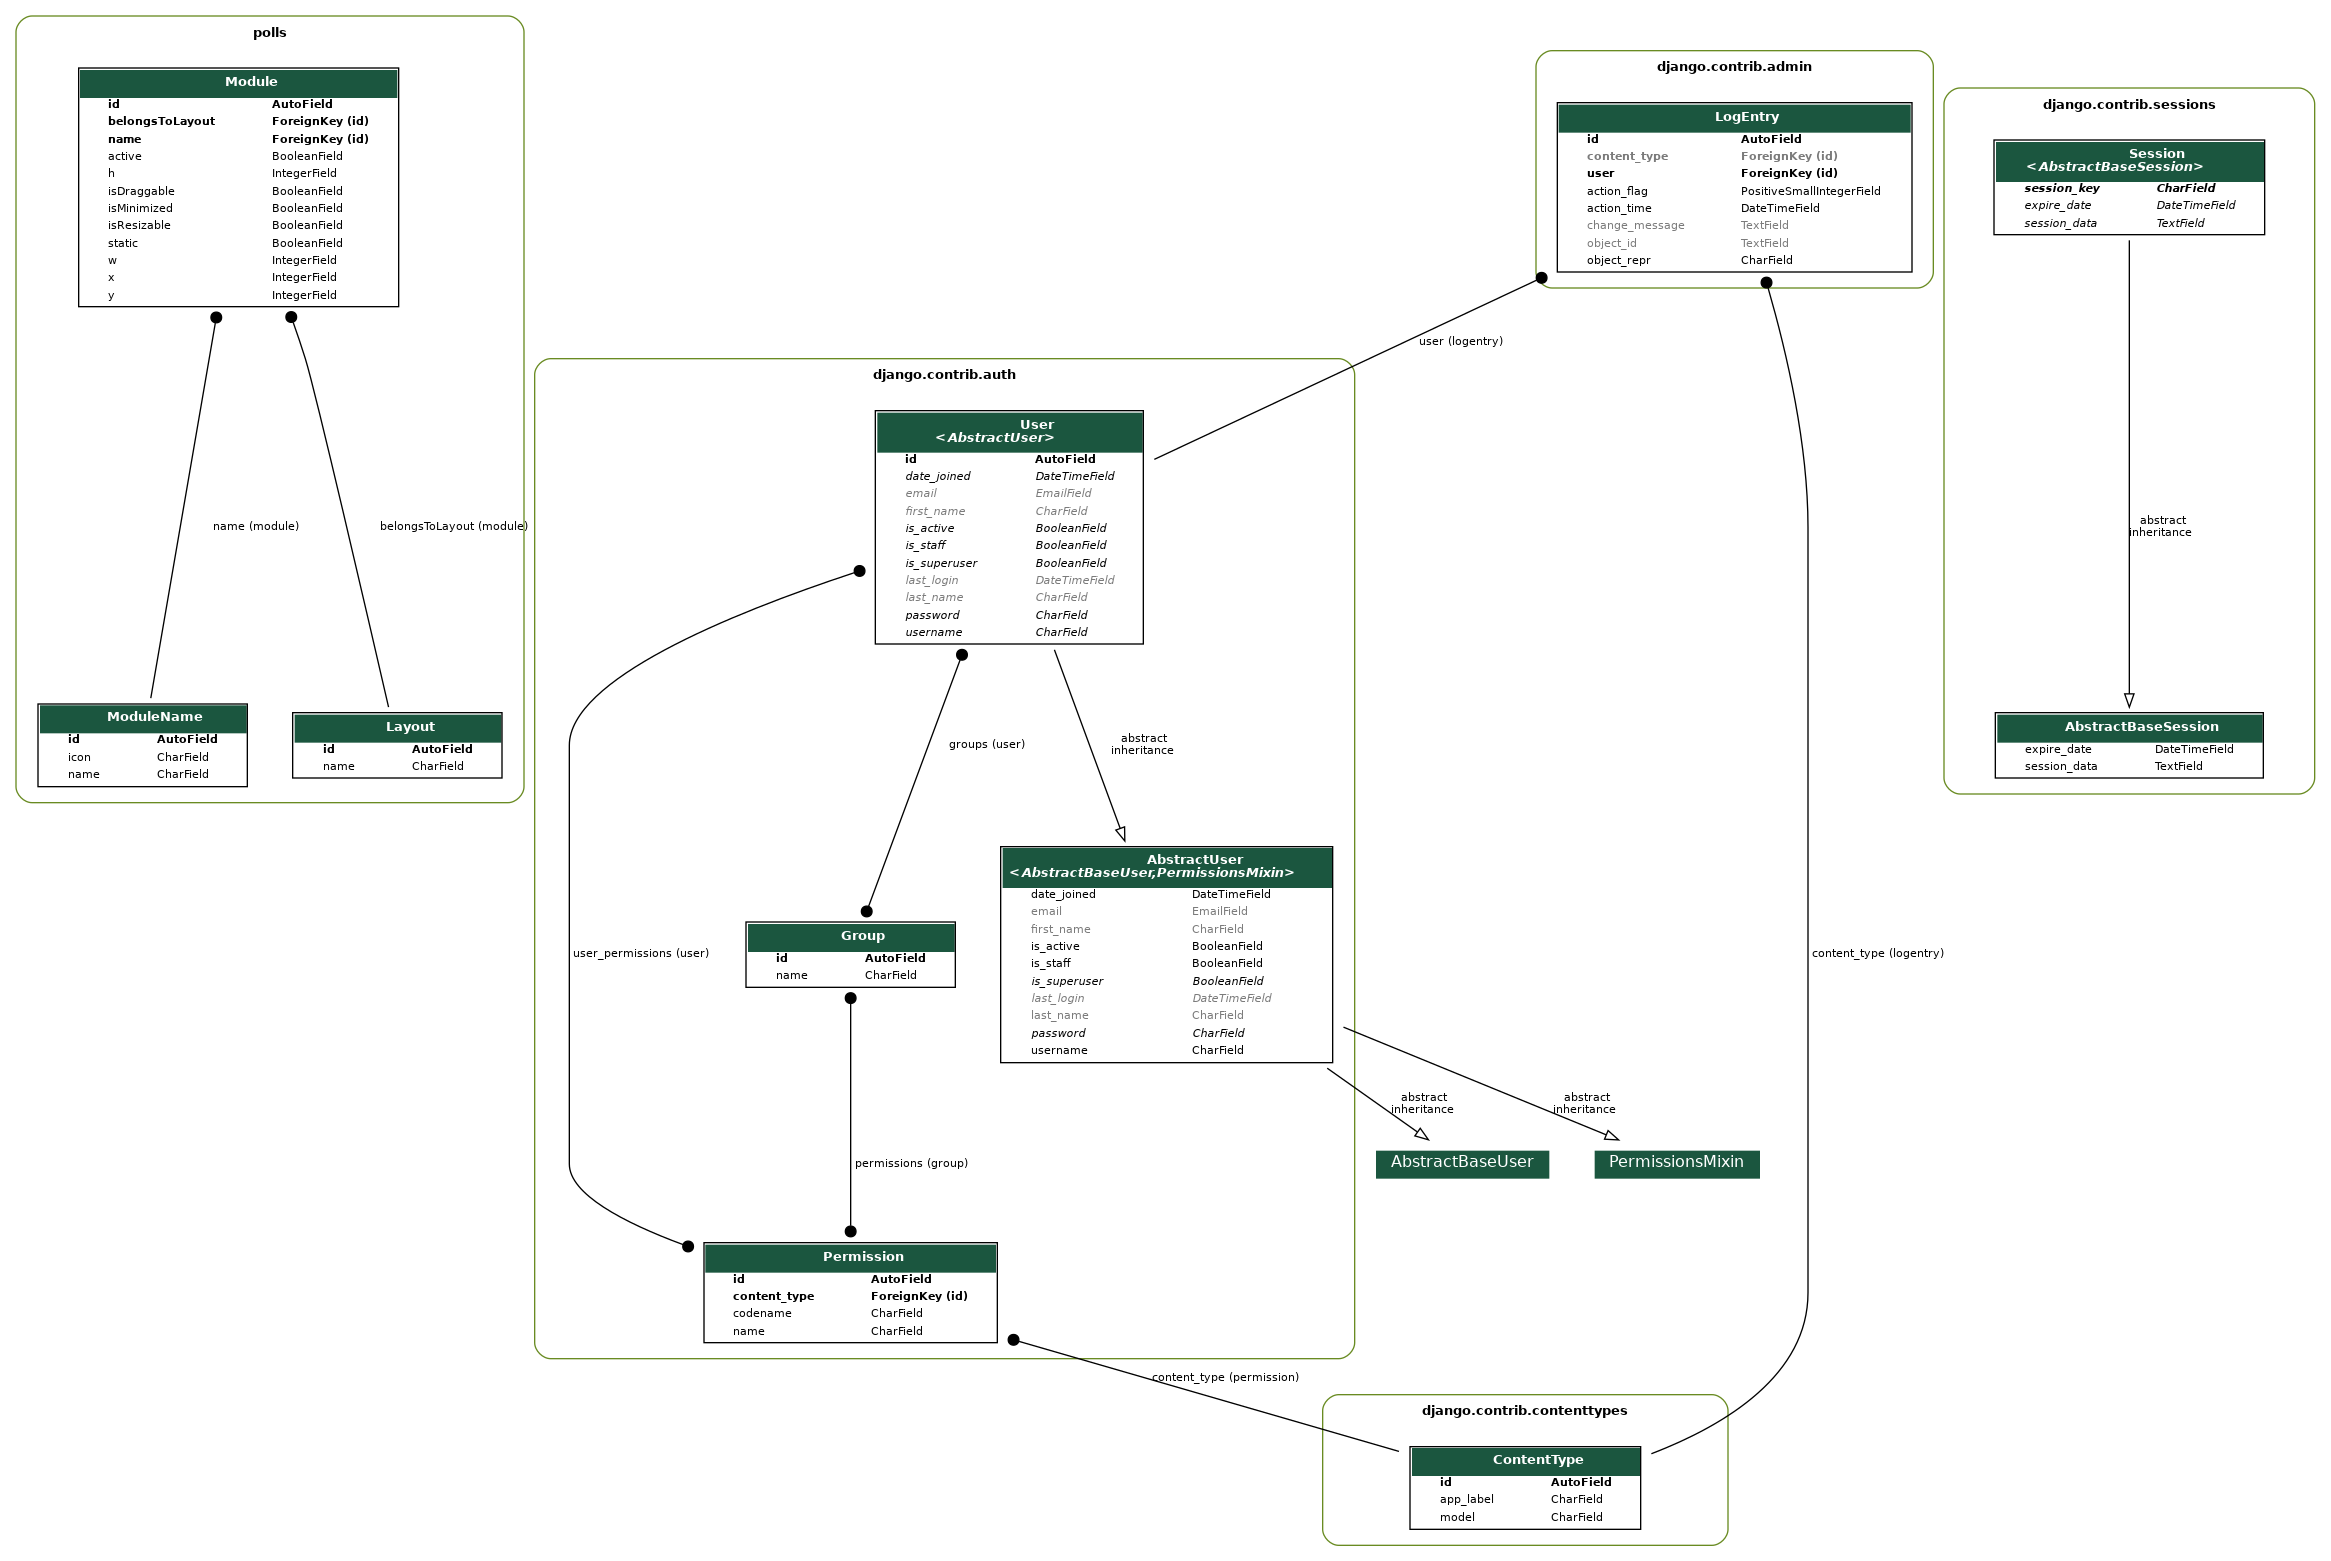 polls
Module
id AutoField
belongsToLayout ForeignKey (id)
name ForeignKey (id)
active BooleanField
h IntegerField
isDraggable BooleanField
isMinimized BooleanField
isResizable BooleanField
static BooleanField
w IntegerField
x IntegerField
y IntegerField
name (module)
belongsToLayout (module)
ModuleName
id AutoField
icon CharField
name CharField
Layout
id AutoField
name CharField
django.contrib.admin
LogEntry
id AutoField
content_type ForeignKey (id)
user ForeignKey (id)
action_flag PositiveSmallIntegerField
action_time DateTimeField
change_message TextField
object_id TextField
object_repr CharField
user (logentry)
content_type (logentry)
django.contrib.sessions
Session
<AbstractBaseSession>
session_key CharField
expire_date DateTimeField
session_data TextField
abstract
inheritance
AbstractBaseSession
expire_date DateTimeField
session_data TextField
django.contrib.auth
User
<AbstractUser>
id AutoField
date_joined DateTimeField
email EmailField
first_name CharField
is_active BooleanField
is_staff BooleanField
is_superuser BooleanField
last_login DateTimeField
last_name CharField
password CharField
username CharField
groups (user)
abstract
inheritance
user_permissions (user)
Group
id AutoField
name CharField
AbstractUser
<AbstractBaseUser,PermissionsMixin>
date_joined DateTimeField
email EmailField
first_name CharField
is_active BooleanField
is_staff BooleanField
is_superuser BooleanField
last_login DateTimeField
last_name CharField
password CharField
username CharField
permissions (group)
abstract
inheritance
abstract
inheritance
AbstractBaseUser
PermissionsMixin
Permission
id AutoField
content_type ForeignKey (id)
codename CharField
name CharField
content_type (permission)
django.contrib.contenttypes
ContentType
id AutoField
app_label CharField
model CharField